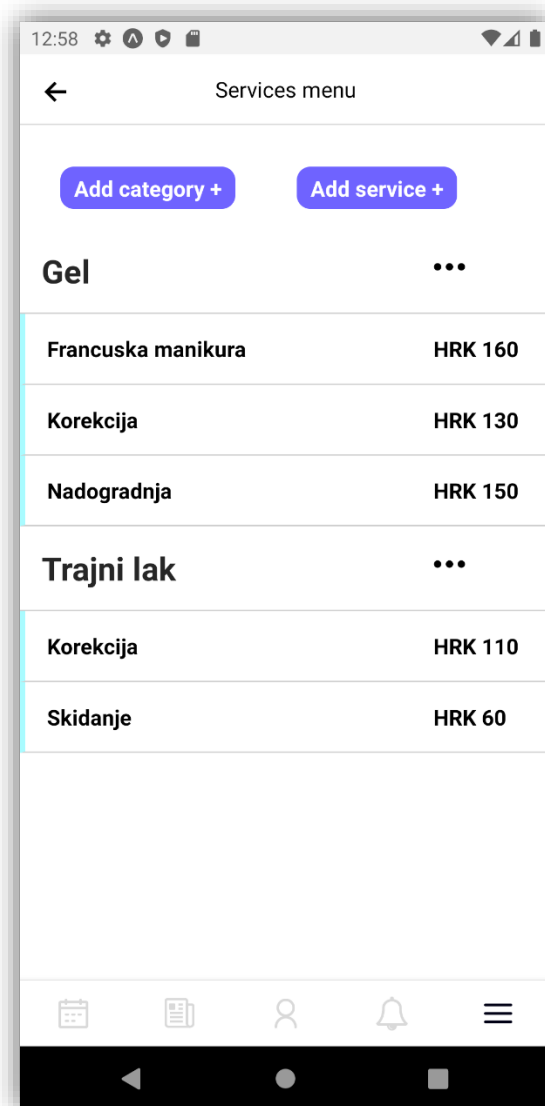 12:58
Services menu
Add category + Add service +
Gel
Francuska manikura HRK 160
Korekcija HRK 130
Nadogradnja HRK 150
Trajni lak
Korekcija HRK 110
Skidanje HRK 60